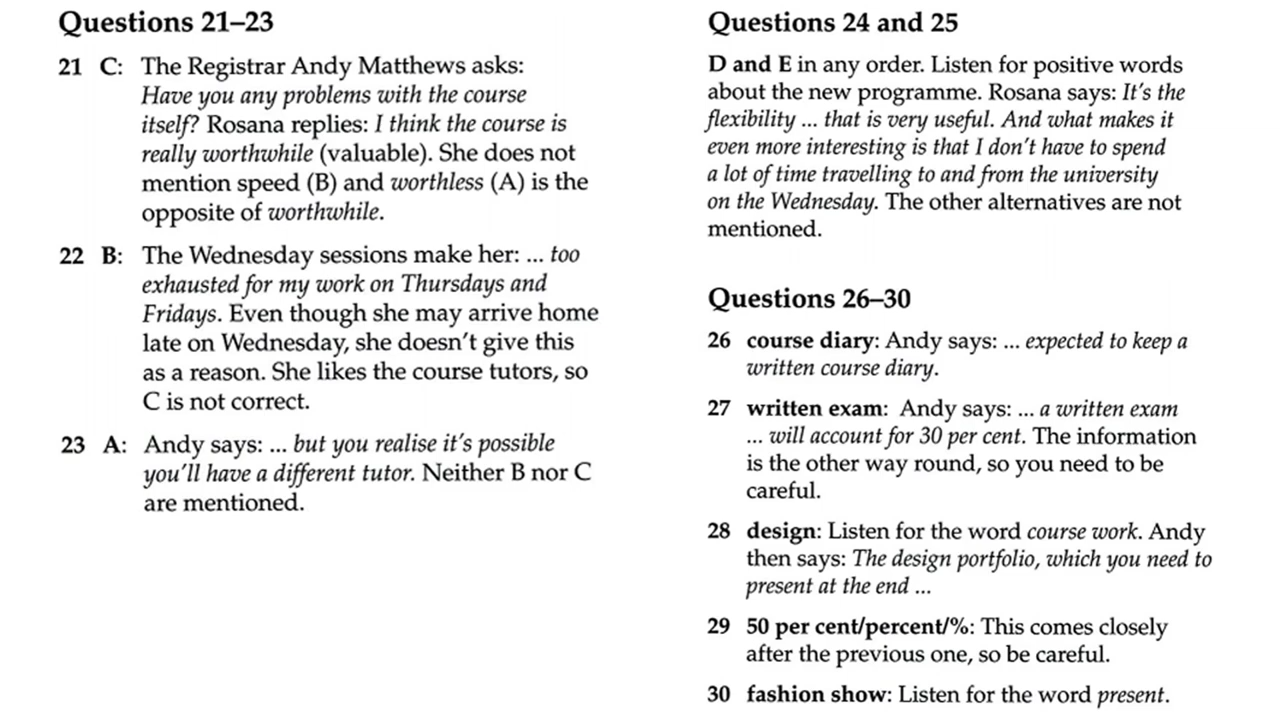 Questions 21–23
21 C: The Registrar Andy Matthews asks:
Have you any problems with the course
itself? Rosana replies: I think the course is
really worthwhile (valuable). She does not
mention speed (B) and worthless (A) is the
opposite of worthwhile.
22 B: The Wednesday sessions make her: ... too
exhausted for my work on Thursdays and
Fridays. Even though she may arrive home
late on Wednesday, she doesn't give this
as a reason. She likes the course tutors, so
C is not correct.
23 A: Andy says: ... but you realise it's possible
you'll have a different tutor. Neither B nor C
are mentioned.
Questions 24 and 25
D and E in any order. Listen for positive words
about the new programme. Rosana says: It's the
flexibility ... that is very useful. And what makes it
even more interesting is that I don't have to spend
a lot of time travelling to and from the university
on the Wednesday. The other alternatives are not
mentioned.
Questions 26–30
26 course diary: Andy says: ... expected to keep a
written course diary.
27 written exam: Andy says: ... a written exam
... will account for 30 per cent. The information
is the other way round, so you need to be
careful.
28 design: Listen for the word course work. Andy
then says: The design portfolio, which you need to
present at the end ...
29 50 per cent/percent/%: This comes closely
after the previous one, so be careful.
30 fashion show: Listen for the word present.